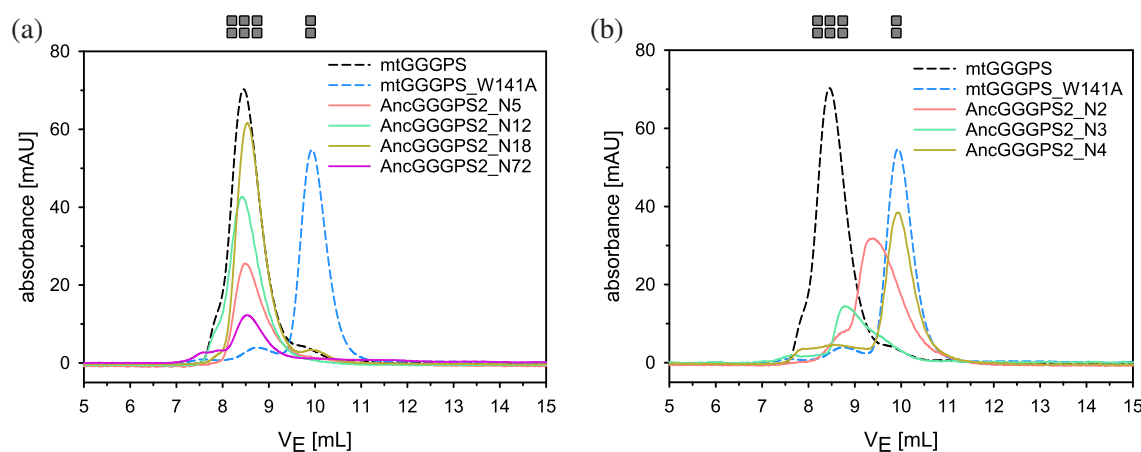 (a)
80
60
40
20
0
absorbance [mAU]
mtGGGPS
mtGGGPS_W141A
AncGGGPS2_N5
AncGGGPS2_N12
AncGGGPS2_N18
AncGGGPS2_N72
5 6 7 8 9 10 11 12 13 14 15
VE [mL]
(b)
80
60
40
20
0
absorbance [mAU]
mtGGGPS
mtGGGPS_W141A
AncGGGPS2_N2
AncGGGPS2_N3
AncGGGPS2_N4
5 6 7 8 9 10 11 12 13 14 15
VE [mL]